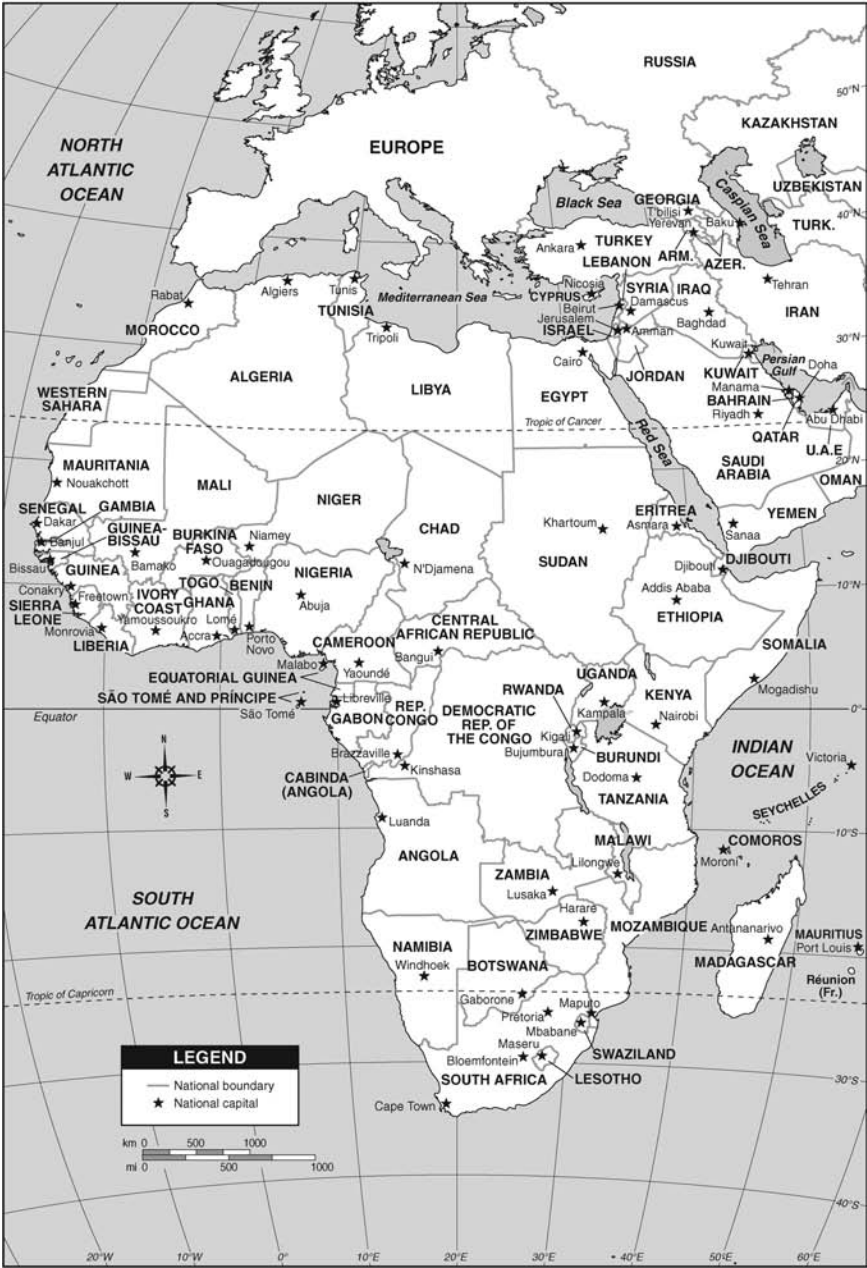 RUSSIA
50°N
KAZAKHSTAN
NORTH
ATLANTIC
OCEAN
EUROPE
UZBEKISTAN
Caspian Sea
Black Sea
GEORGIA
T'bilisi
Yerevan
Baku
40°N
TURK.
Ankara
TURKEY
LEBANON
ARM.
AZER.
Tehran
Rabat
Algiers
Tunis
Mediterranean Sea
Nicosia
CYPRUS
SYRIA
IRAQ
Beirut
Damascus
IRAN
MOROCCO
TUNISIA
Tripoli
Jerusalem
ISRAEL
Amman
Baghdad
30°N
Cairo
Kuwait
Persian
Gulf
Doha
ALGERIA
LIBYA
EGYPT
JORDAN
KUWAIT
Manama
BAHRAIN
Riyadh
Abu Dhabi
WESTERN
SAHARA
Tropic of Cancer
Red Sea
QATAR
U.A.E
SAUDI
ARABIA
20°N
OMAN
MAURITANIA
Nouakchott
MALI
NIGER
CHAD
SUDAN
Khartoum
ERITREA
Asmara
YEMEN
Sanaa
SENEGAL
Dakar
GAMBIA
Banjul
GUINEA-
BISSAU
BURKINA
FASO
Niamey
Bissau
Bamako
Ouagadougou
N'Djamena
Djibouti
DJIBOUTI
GUINEA
TOGO
BENIN
NIGERIA
Abuja
Addis Ababa
ETHIOPIA
10°N
Conakry
Freetown
IVORY
COAST
GHANA
SIERRA
LEONE
Yamoussoukro
Lomé
Monrovia
LIBERIA
Accra
Porto
Novo
CAMEROON
CENTRAL
AFRICAN REPUBLIC
SOMALIA
Malabo
Yaoundé
Bangui
EQUATORIAL GUINEA
UGANDA
KENYA
Mogadishu
SÃO TOMÉ AND PRÍNCIPE
Libreville
REP.
CONGO
DEMOCRATIC
REP. OF
THE CONGO
RWANDA
Kampala
Nairobi
0°
Equator
São Tomé
GABON
Kigali
Brazzaville
Kinshasa
Bujumbura
BURUNDI
INDIAN
OCEAN
Victoria
N
W
E
S
CABINDA
(ANGOLA)
Dodoma
TANZANIA
SEYCHELLES
Luanda
10°S
MALAWI
COMOROS
Moroni
ANGOLA
ZAMBIA
Lilongwe
Lusaka
SOUTH
ATLANTIC OCEAN
Harare
ZIMBABWE
MOZAMBIQUE
Antananarivo
MAURITIUS
Port Louis
NAMIBIA
Windhoek
BOTSWANA
MADAGASCAR
Réunion
(Fr.)
Tropic of Capricorn
Gaborone
Pretoria
Maputo
Mbabane
Maseru
SWAZILAND
LEGEND
National boundary
National capital
Bloemfontein
SOUTH AFRICA
LESOTHO
30°S
Cape Town
km 0 500 1000
mi 0 500 1000
40°S
20°W
10°W
0°
10°E
20°E
30°E
40°E
50°E
60°E